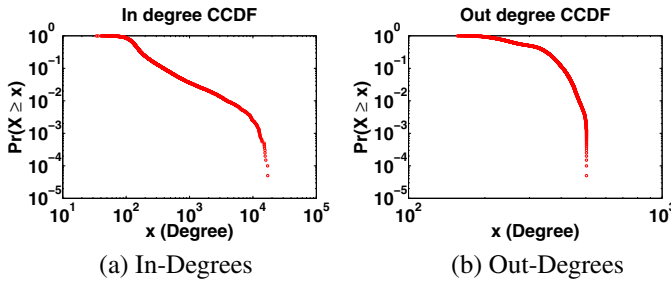 In degree CCDF
Pr(X ≥ x)
10^0
10^-1
10^-2
10^-3
10^-4
10^-5
10^1
10^2
10^3
10^4
10^5
x (Degree)
(a) In-Degrees
Out degree CCDF
Pr(X ≥ x)
10^0
10^-1
10^-2
10^-3
10^-4
10^-5
10^2
10^3
x (Degree)
(b) Out-Degrees